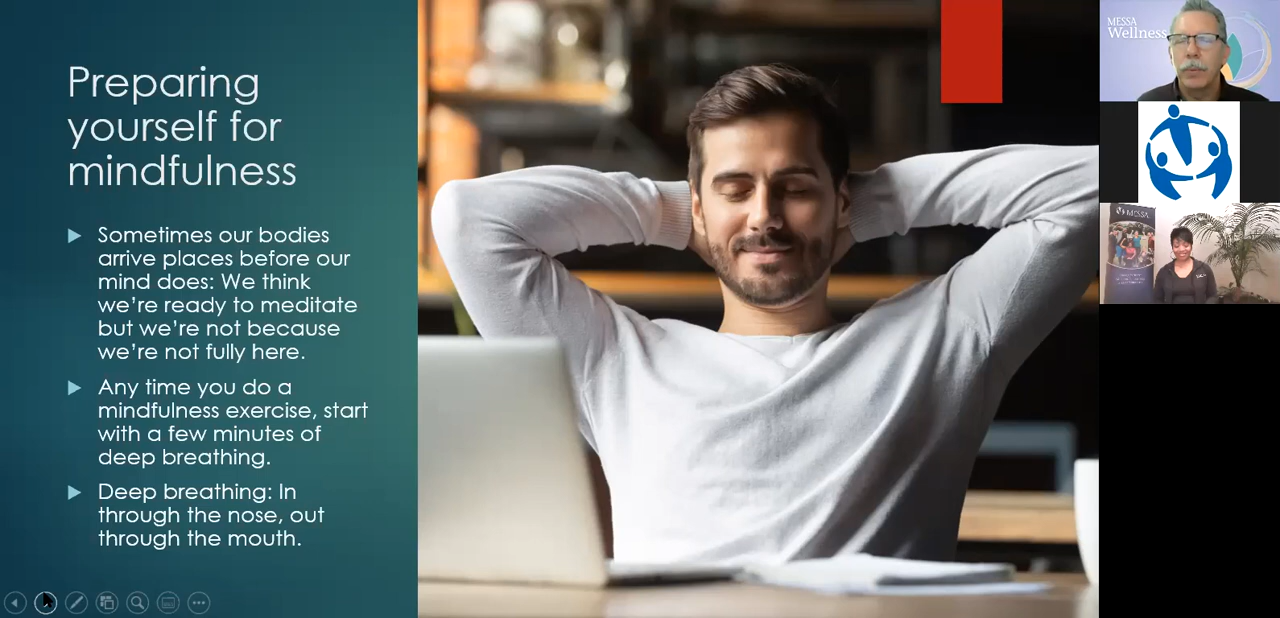 Preparing
yourself for
mindfulness
Sometimes our bodies
arrive places before our
mind does: We think
we're ready to meditate
but we're not because
we're not fully here.
Any time you do a
mindfulness exercise, start
with a few minutes of
deep breathing.
Deep breathing: In
through the nose, out
through the mouth.
MESSA
Wellness
MESSA